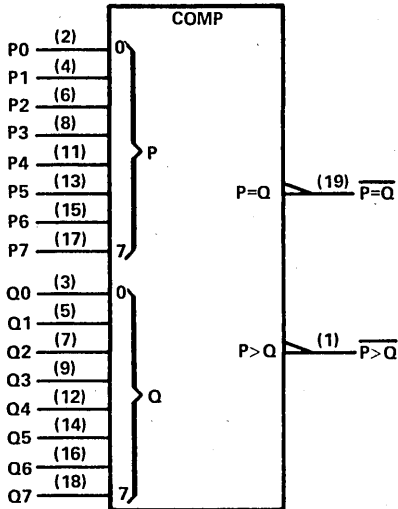 COMP
P0 (2) 0
P1 (4)
P2 (6)
P3 (8)
P4 (11)
P5 (13)
P6 (15)
P7 (17) 7
P
Q0 (3) 0
Q1 (5)
Q2 (7)
Q3 (9)
Q4 (12)
Q5 (14)
Q6 (16)
Q7 (18) 7
Q
P=Q (19) P=Q
P>Q (1) P>Q